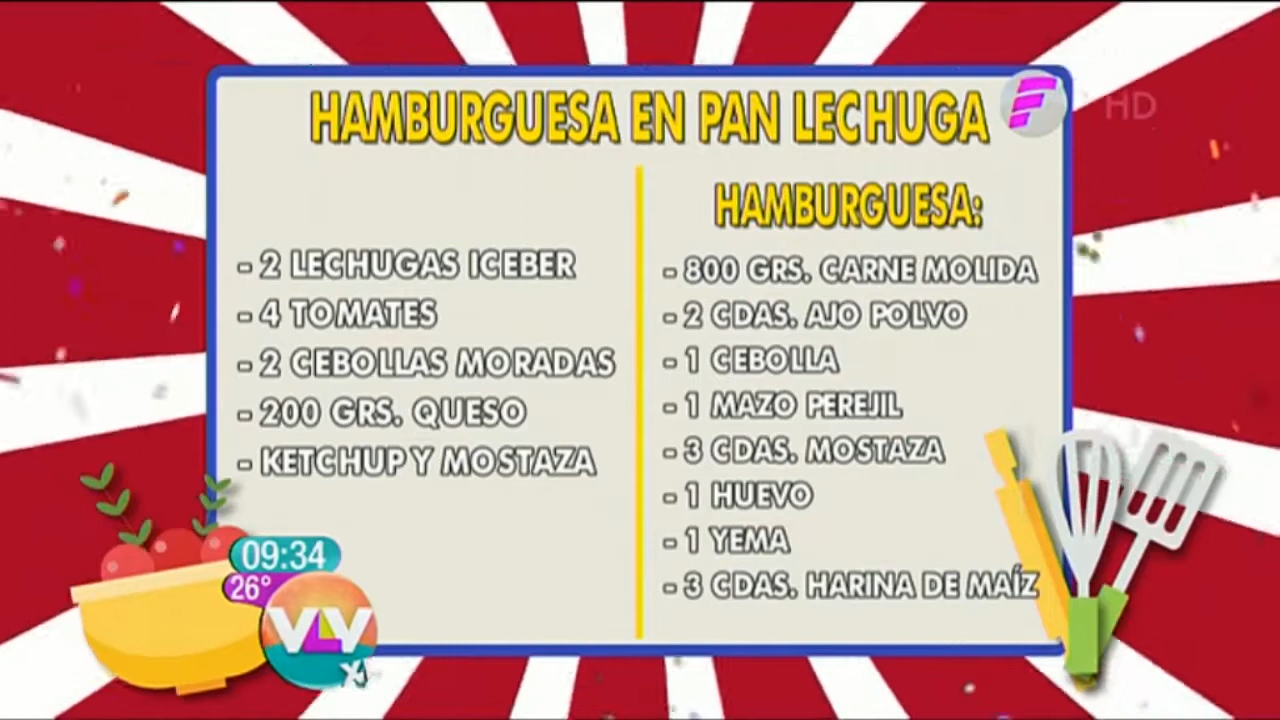 HAMBURGUESA EN PAN LECHUGA
HD
- 2 LECHUGAS ICEBER
- 4 TOMATES
- 2 CEBOLLAS MORADAS
- 200 GRS. QUESO
- KETCHUP Y MOSTAZA
HAMBURGUESA:
- 800 GRS. CARNE MOLIDA
- 2 CDAS. AJO POLVO
- 1 CEBOLLA
- 1 MAZO PEREJIL
- 3 CDAS. MOSTAZA
- 1 HUEVO
- 1 YEMA
- 3 CDAS. HARINA DE MAÍZ
09:34
26°
VLV